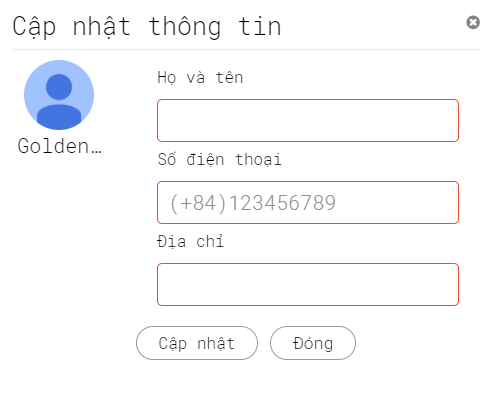 Cập nhật thông tin
Golden…
Họ và tên
Số điện thoại
(+84)123456789
Địa chỉ
Cập nhật
Đóng